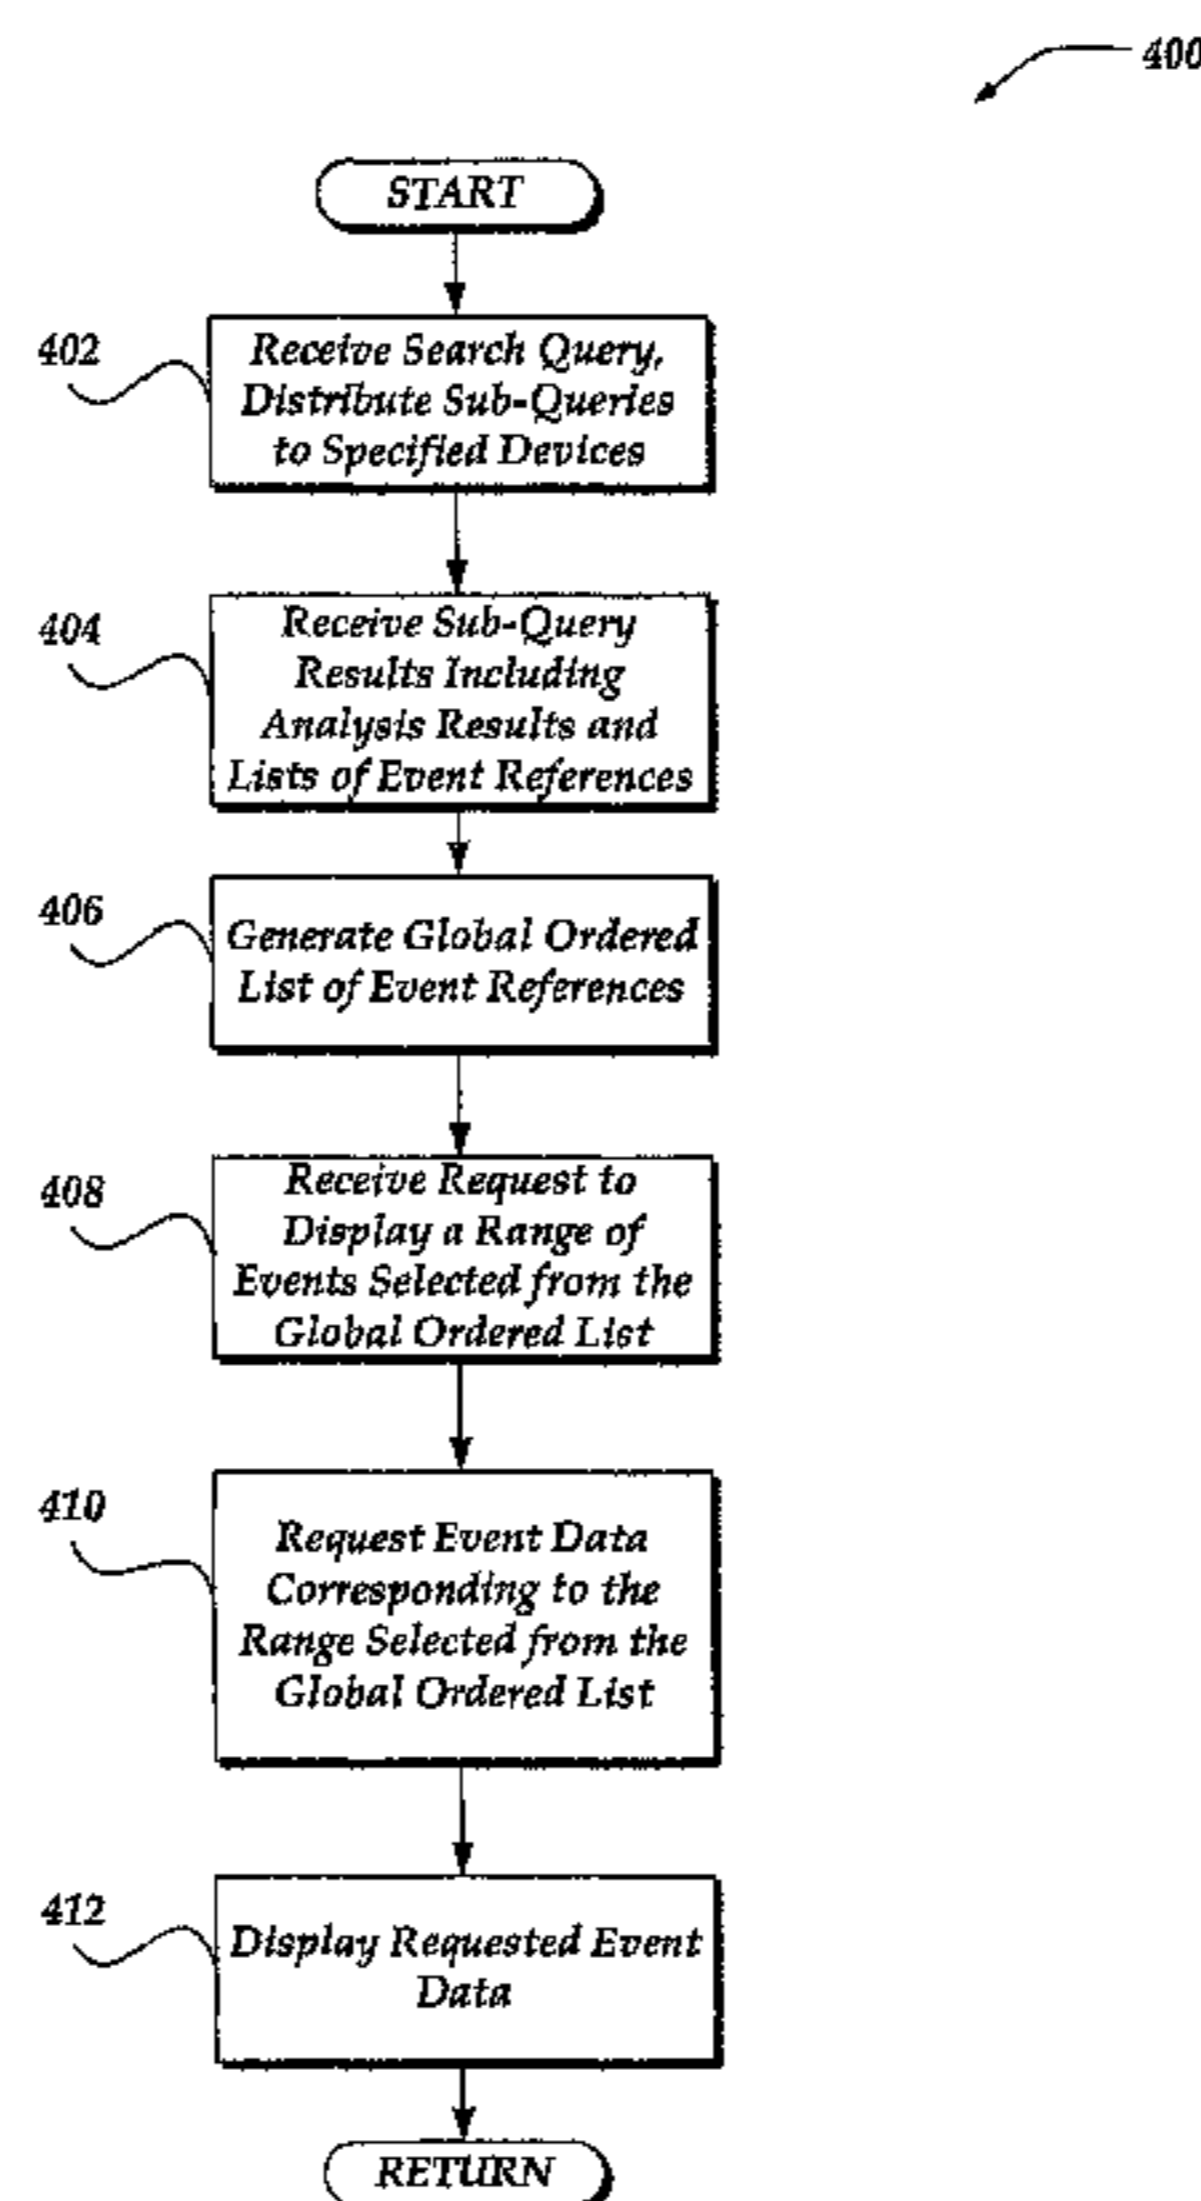 400
START
402
Receive Search Query,
Distribute Sub-Queries
to Specified Devices
404
Receive Sub-Query
Results Including
Analysis Results and
Lists of Event References
406
Generate Global Ordered
List of Event References
408
Receive Request to
Display a Range of
Events Selected from the
Global Ordered List
410
Request Event Data
Corresponding to the
Range Selected from the
Global Ordered List
412
Display Requested Event
Data
RETURN